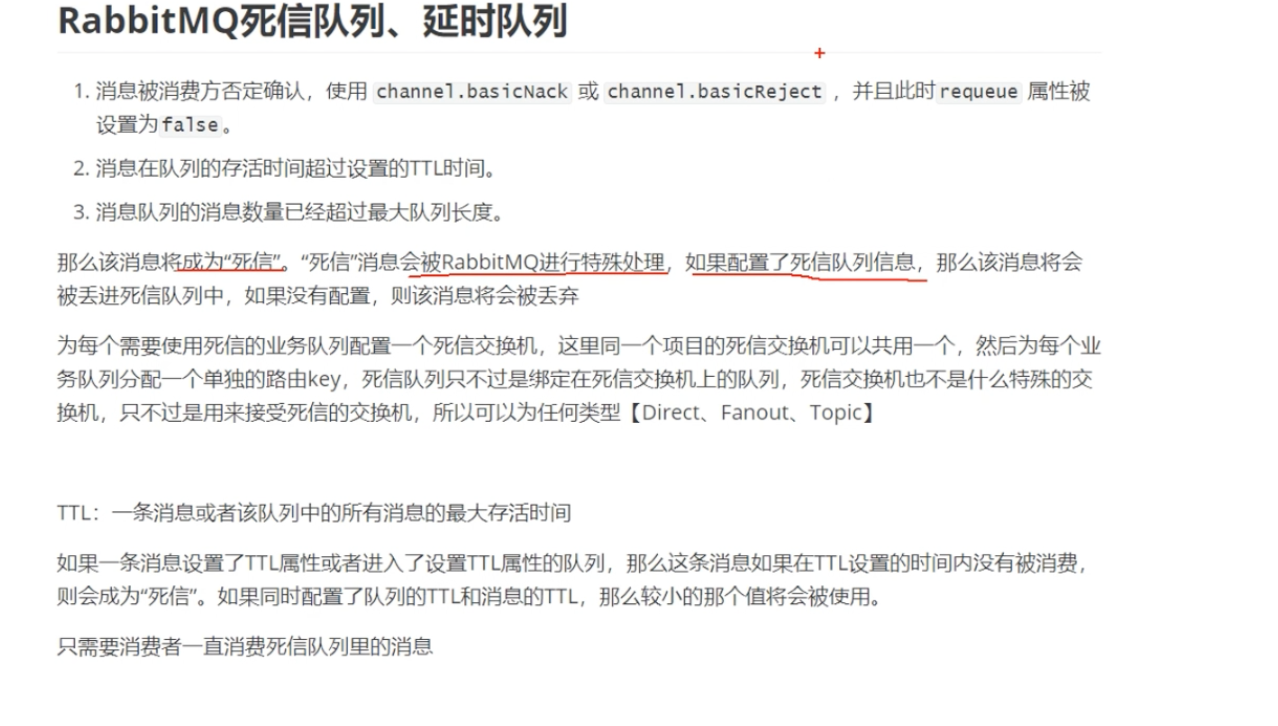 RabbitMQ死信队列、延时队列
1. 消息被消费方否定确认，使用 channel.basicNack 或 channel.basicReject ，并且此时 requeue 属性被
设置为 false 。
2. 消息在队列的存活时间超过设置的TTL时间。
3. 消息队列的消息数量已经超过最大队列长度。
那么该消息将成为“死信”。“死信”消息会被RabbitMQ进行特殊处理，如果配置了死信队列信息，那么该消息将会
被丢进死信队列中，如果没有配置，则该消息将会被丢弃
为每个需要使用死信的业务队列配置一个死信交换机，这里同一个项目的死信交换机可以共用一个，然后为每个业
务队列分配一个单独的路由key，死信队列只不过是绑定在死信交换机上的队列，死信交换机也不是什么特殊的交
换机，只不过是用来接受死信的交换机，所以可以为任何类型【Direct、Fanout、Topic】
TTL：一条消息或者该队列中的所有消息的最大存活时间
如果一条消息设置了TTL属性或者进入了设置TTL属性的队列，那么这条消息如果在TTL设置的时间内没有被消费，
则会成为“死信”。如果同时配置了队列的TTL和消息的TTL，那么较小的那个值将会被使用。
只需要消费者一直消费死信队列里的消息